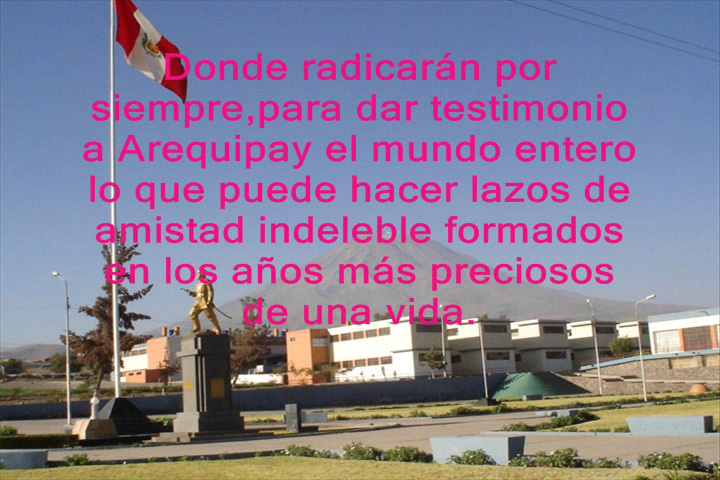 Donde radicarán por
siempre,para dar testimonio
a Arequipay el mundo entero
lo que puede hacer lazos de
amistad indeleble formados
en los años más preciosos
de una vida.